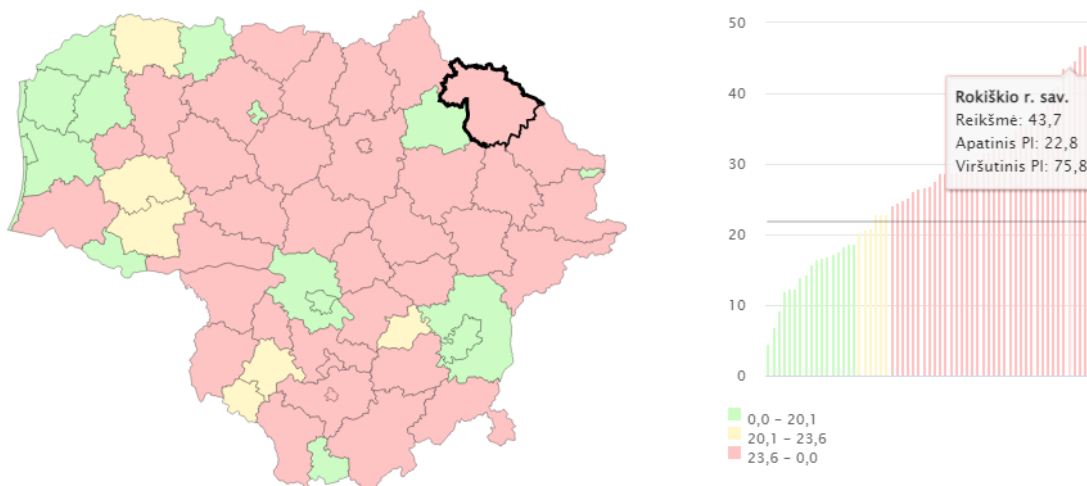 50
40
30
20
10
0
Rokiškio r. sav.
Reikšmė: 43,7
Apatinis PI: 22,8
Viršutinis PI: 75,8
0,0 – 20,1
20,1 – 23,6
23,6 – 0,0